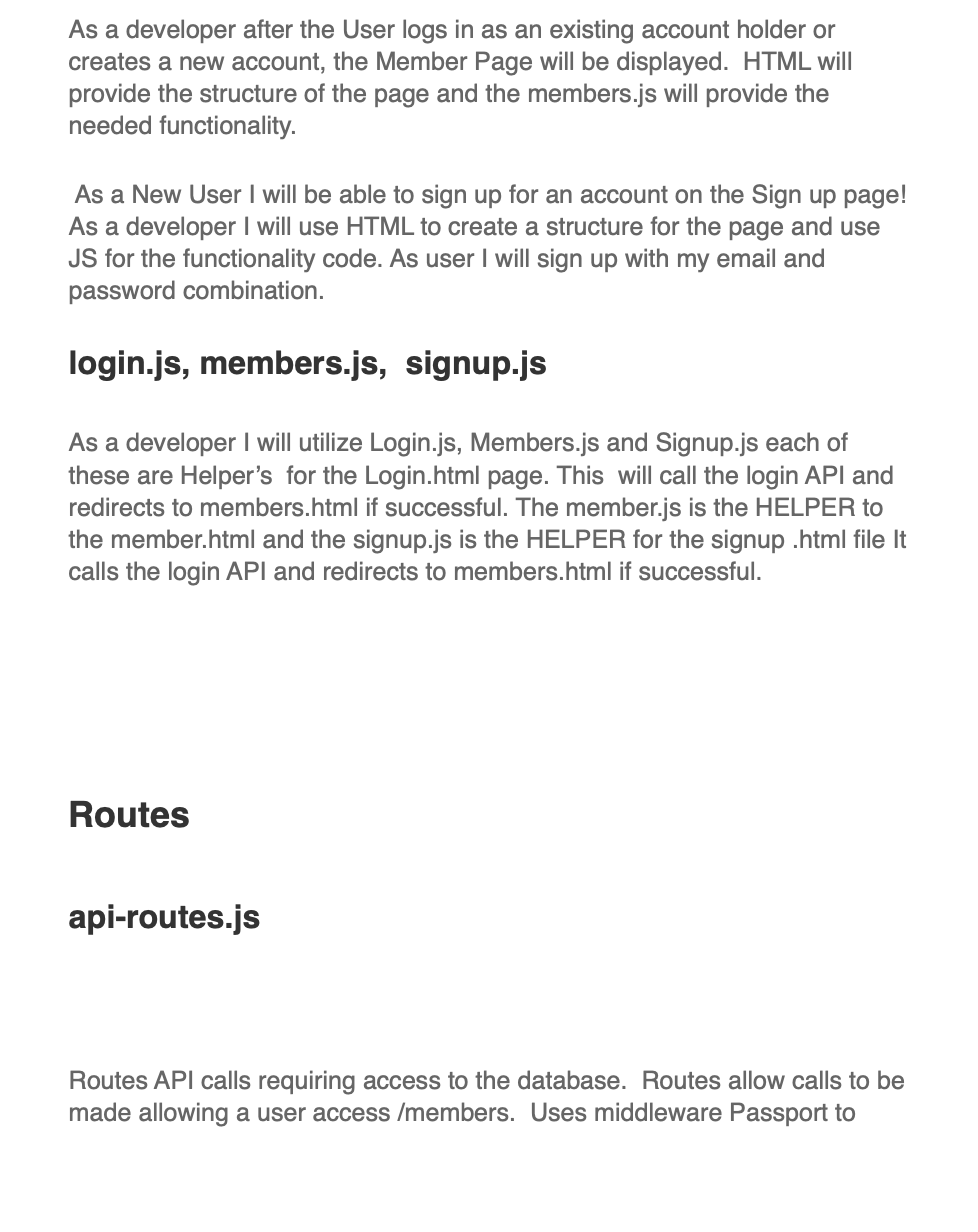 As a developer after the User logs in as an existing account holder or
creates a new account, the Member Page will be displayed.  HTML will
provide the structure of the page and the members.js will provide the
needed functionality.
As a New User I will be able to sign up for an account on the Sign up page!
As a developer I will use HTML to create a structure for the page and use
JS for the functionality code. As user I will sign up with my email and
password combination.
login.js, members.js,  signup.js
As a developer I will utilize Login.js, Members.js and Signup.js each of
these are Helper’s  for the Login.html page. This  will call the login API and
redirects to members.html if successful. The member.js is the HELPER to
the member.html and the signup.js is the HELPER for the signup .html file It
calls the login API and redirects to members.html if successful.
Routes
api-routes.js
Routes API calls requiring access to the database.  Routes allow calls to be
made allowing a user access /members.  Uses middleware Passport to